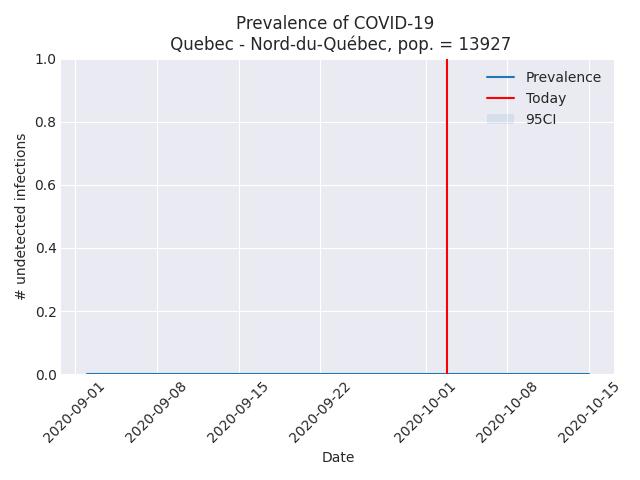 Prevalence of COVID-19
Quebec - Nord-du-Québec, pop. = 13927
Prevalence
Today
95CI
# undetected infections
1.0
0.8
0.6
0.4
0.2
0.0
2020-09-01
2020-09-08
2020-09-15
2020-09-22
2020-10-01
2020-10-08
2020-10-15
Date